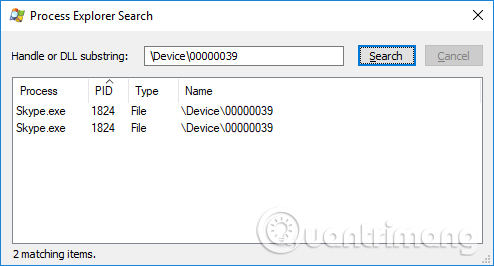 Process Explorer Search
Handle or DLL substring: \Device\00000039 Search Cancel
Process PID Type Name
Skype.exe 1824 File \Device\00000039
Skype.exe 1824 File \Device\00000039
Quantrimang
2 matching items.